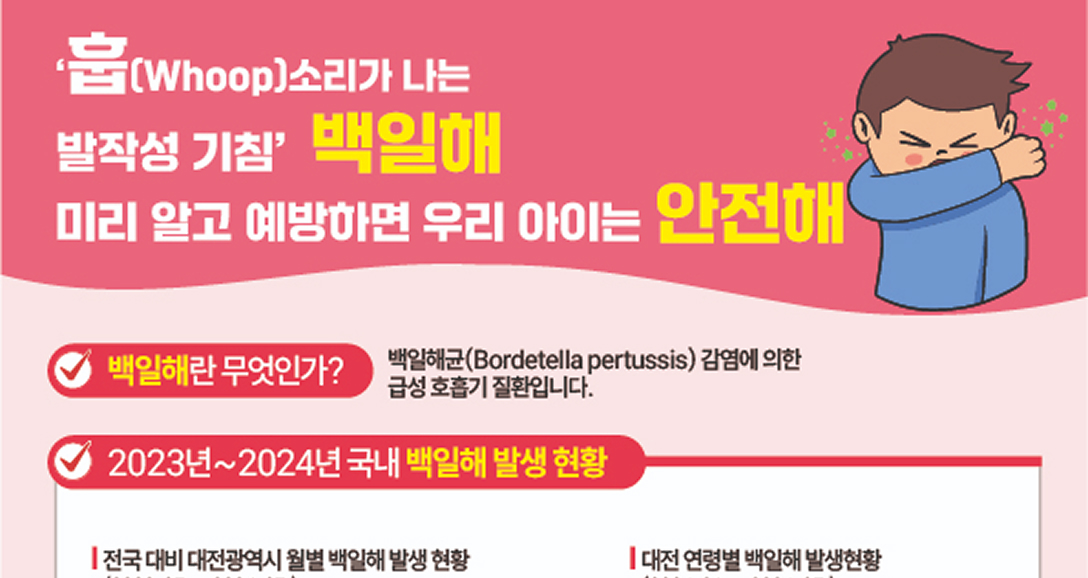 ‘흡(Whoop)소리가 나는
발작성 기침’ 백일해
미리 알고 예방하면 우리 아이는 안전해
백일해란 무엇인가?
백일해균(Bordetella pertussis) 감염에 의한
급성 호흡기 질환입니다.
2023년~2024년 국내 백일해 발생 현황
전국 대비 대전광역시 월별 백일해 발생 현황
대전 연령별 백일해 발생현황